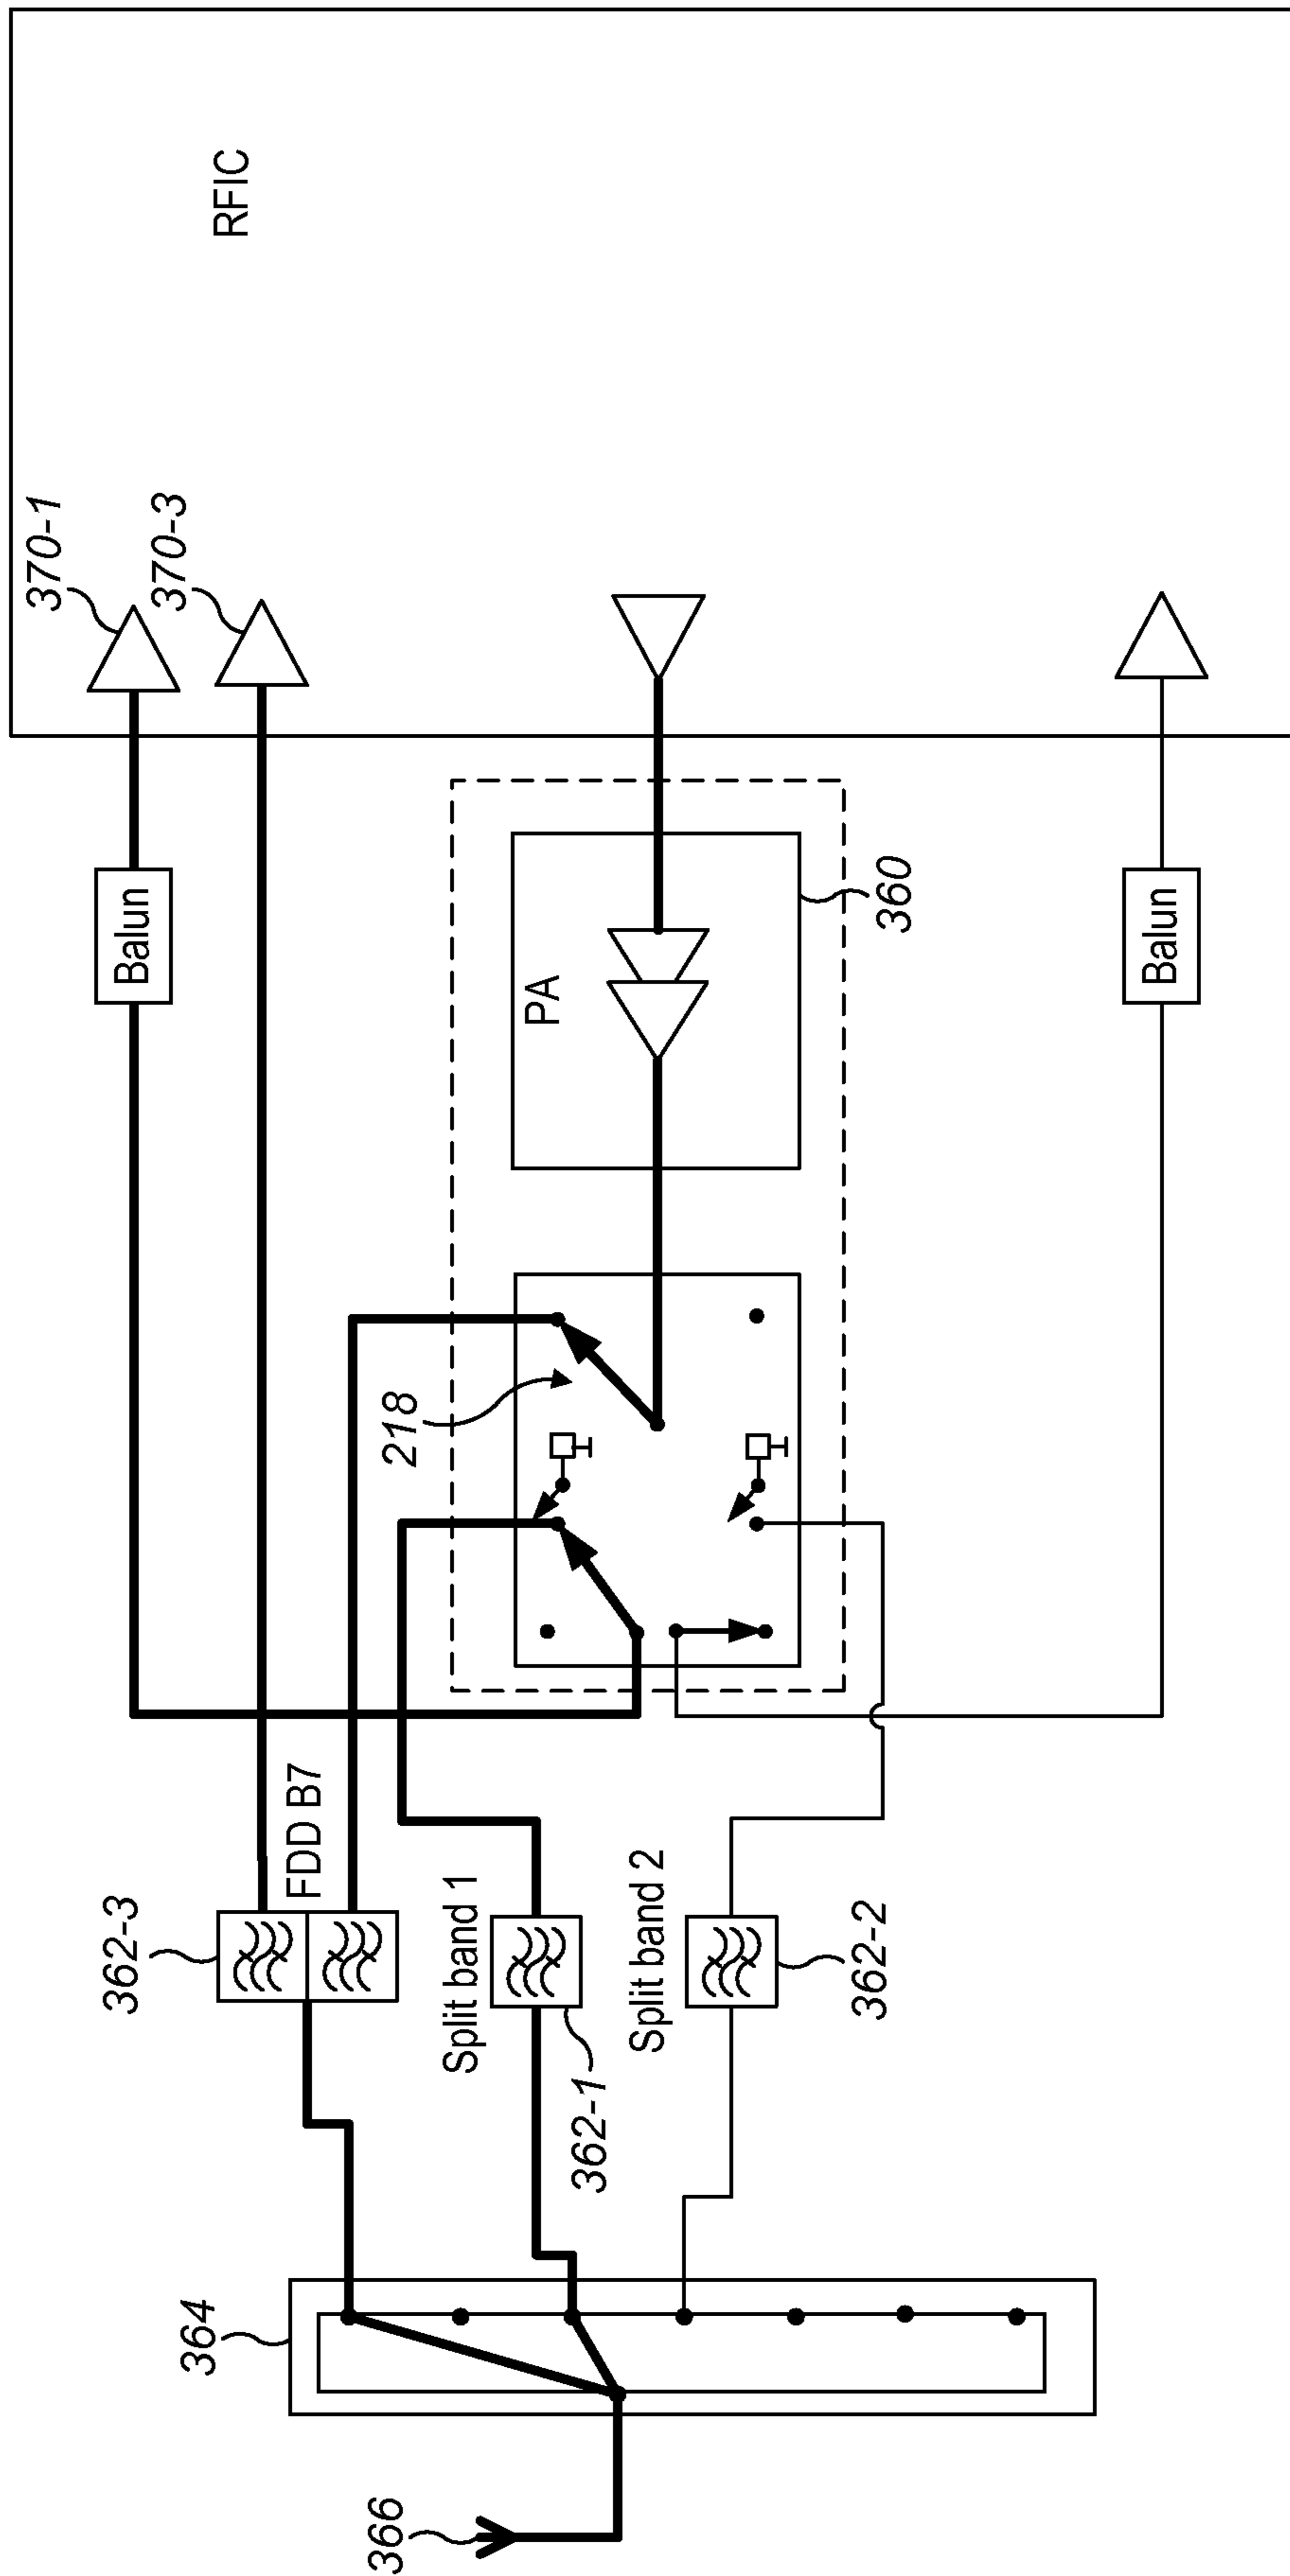 RFIC
370-1
370-3
Balun
PA
360
Balun
218
FDD B7
362-3
Split band 1
362-1
Split band 2
362-2
364
366